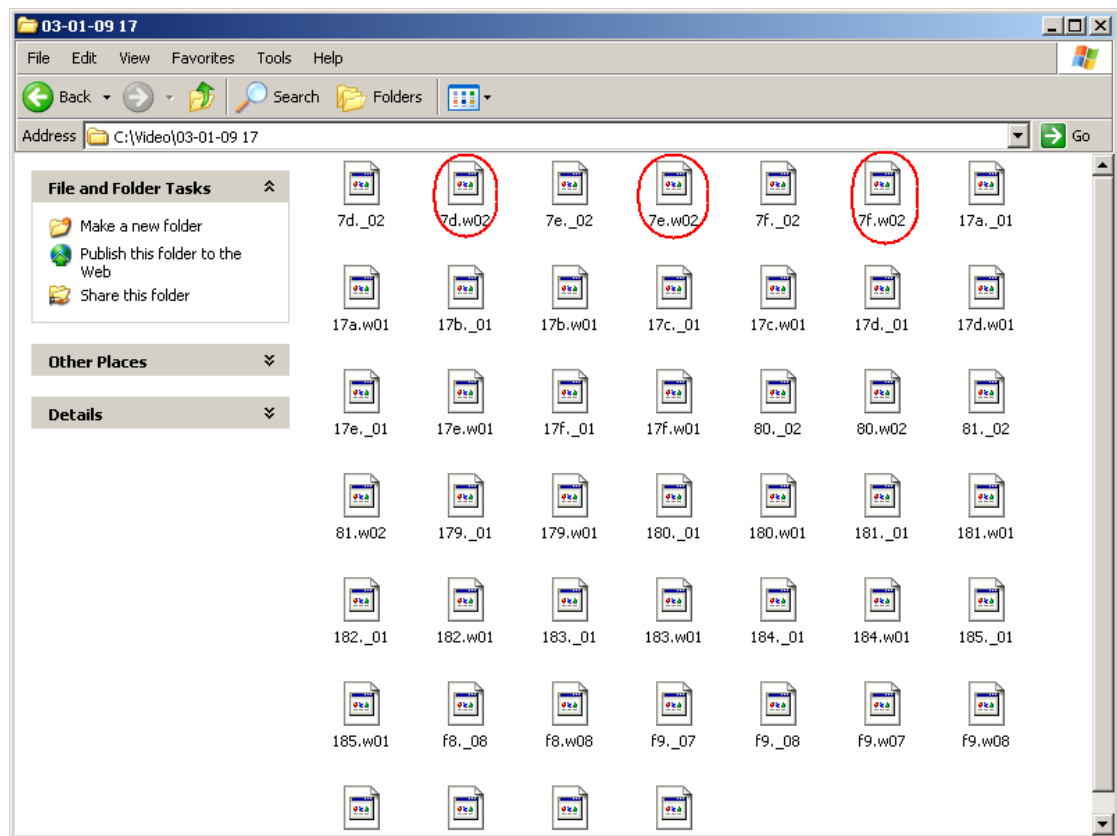 03-01-09 17
File Edit View Favorites Tools Help
Back Search Folders
Address C:\Video\03-01-09 17 Go
File and Folder Tasks
Make a new folder
Publish this folder to the
Web
Share this folder
Other Places
Details
7d._02 7d.w02 7e._02 7e.w02 7f._02 7f.w02 17a._01
17a.w01 17b._01 17b.w01 17c._01 17c.w01 17d._01 17d.w01
17e._01 17e.w01 17f._01 17f.w01 80._02 80.w02 81._02
81.w02 179._01 179.w01 180._01 180.w01 181._01 181.w01
182._01 182.w01 183._01 183.w01 184._01 184.w01 185._01
185.w01 f8._08 f8.w08 f9._07 f9._08 f9.w07 f9.w08